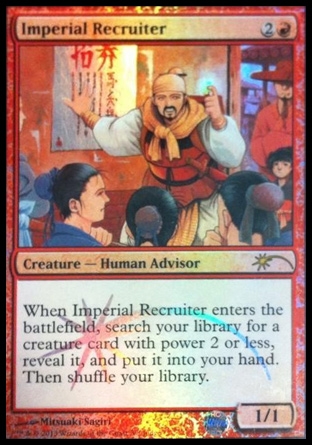 Imperial Recruiter 2
Creature — Human Advisor
When Imperial Recruiter enters the
battlefield, search your library for a
creature card with power 2 or less,
reveal it, and put it into your hand.
Then shuffle your library.
1/1
Mitsuaki Sagiri